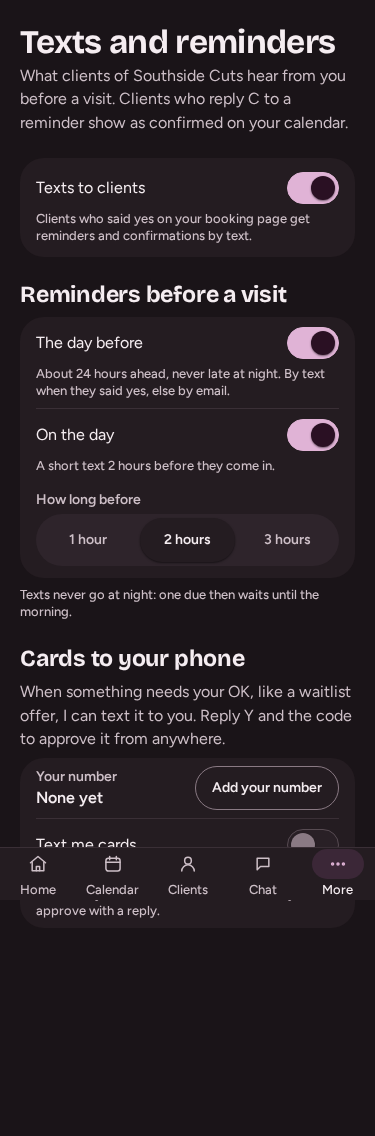 Texts and reminders
What clients of Southside Cuts hear from you
before a visit. Clients who reply C to a
reminder show as confirmed on your calendar.
Texts to clients
Clients who said yes on your booking page get
reminders and confirmations by text.
Reminders before a visit
The day before
About 24 hours ahead, never late at night. By text
when they said yes, else by email.
On the day
A short text 2 hours before they come in.
How long before
1 hour
2 hours
3 hours
Texts never go at night: one due then waits until the
morning.
Cards to your phone
When something needs your OK, like a waitlist
offer, I can text it to you. Reply Y and the code
to approve it from anywhere.
Your number
None yet
Add your number
Text me cards
Home
Calendar
Clients
Chat
More
approve with a reply.